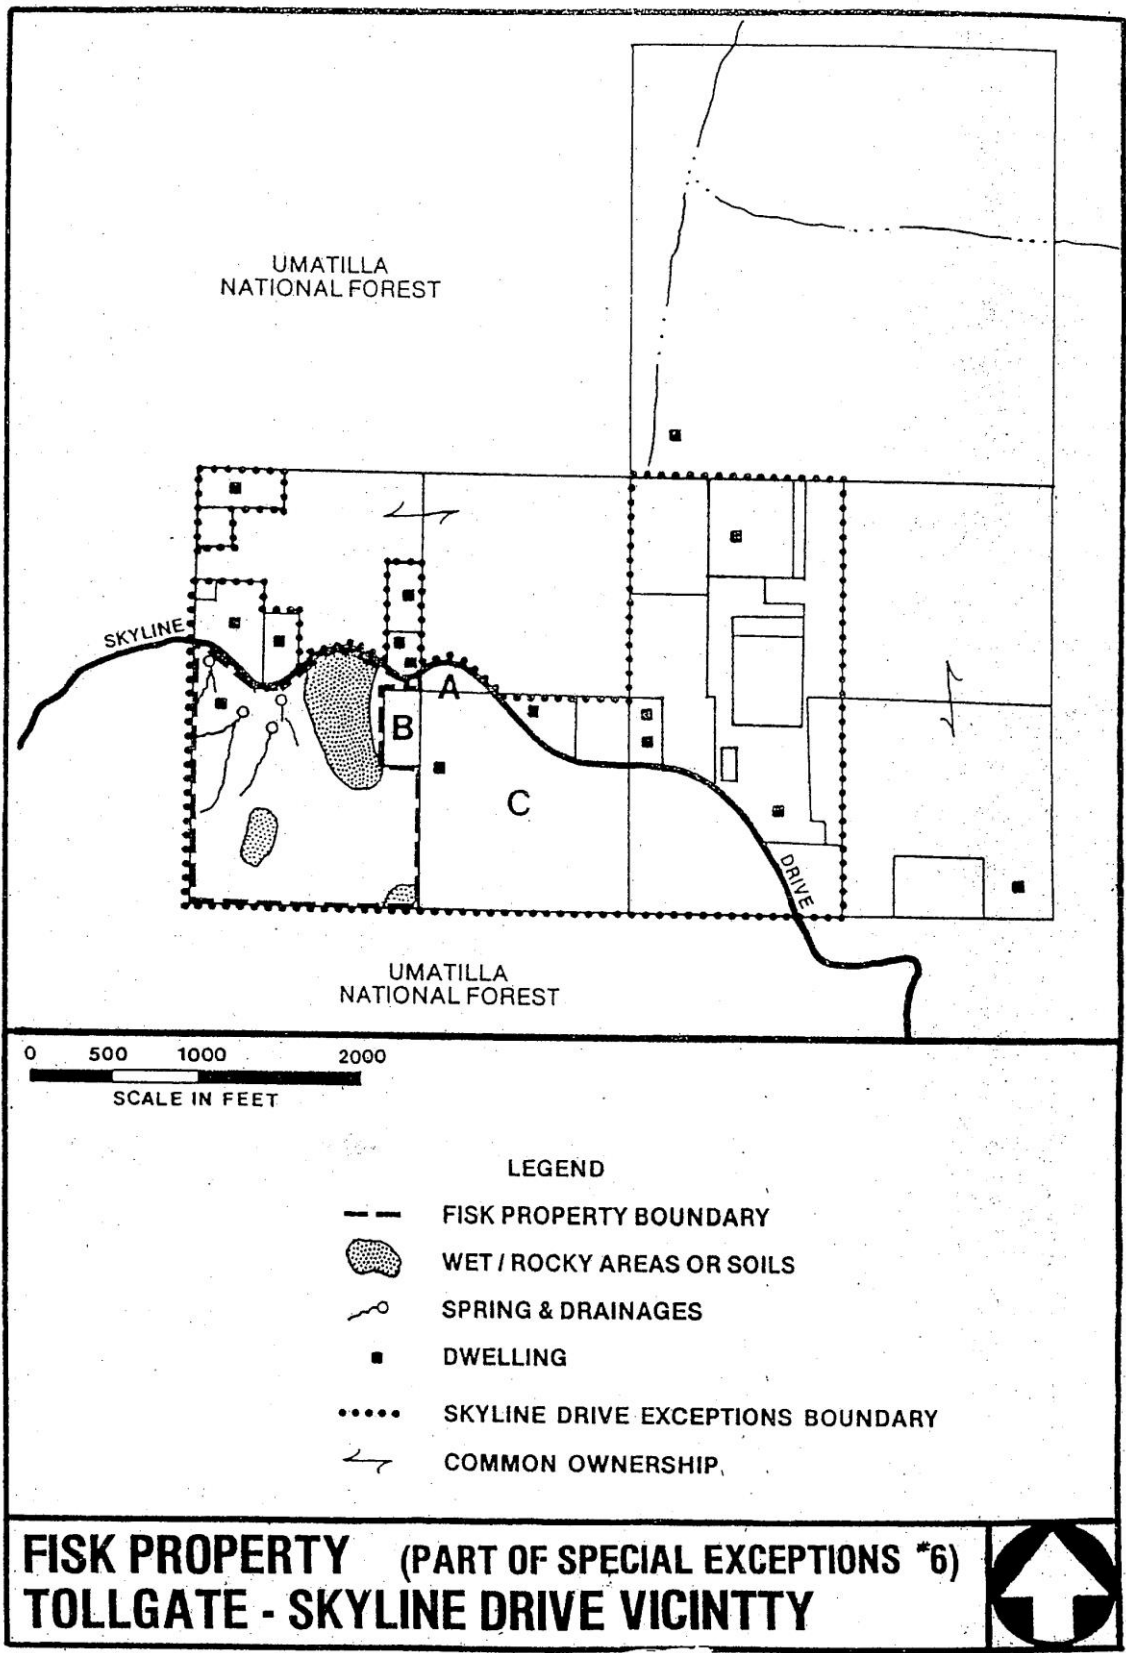 UMATILLA
NATIONAL FOREST
SKYLINE
A
B
C
DRIVE
UMATILLA
NATIONAL FOREST
0 500 1000 2000
SCALE IN FEET
LEGEND
FISK PROPERTY BOUNDARY
WET / ROCKY AREAS OR SOILS
SPRING & DRAINAGES
DWELLING
SKYLINE DRIVE EXCEPTIONS BOUNDARY
COMMON OWNERSHIP
FISK PROPERTY (PART OF SPECIAL EXCEPTIONS #6)
TOLLGATE - SKYLINE DRIVE VICINTTY